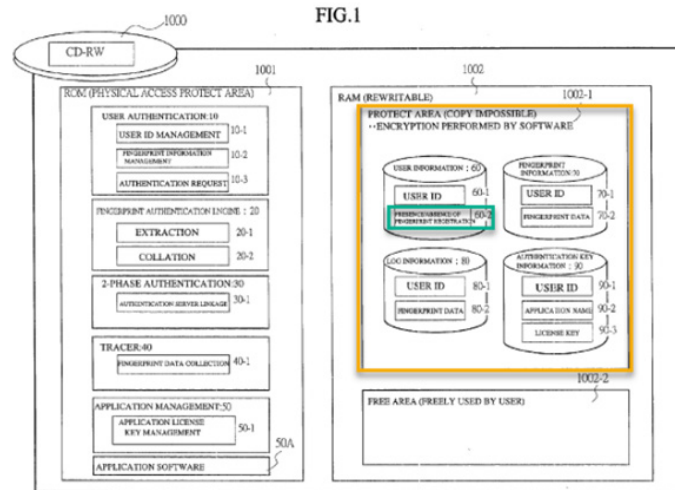 FIG.1
1000
CD-RW
1001
ROM (PHYSICAL ACCESS PROTECT AREA)
USER AUTHENTICATION:10
USER ID MANAGEMENT
10-1
FINGERPRINT INFORMATION
MANAGEMENT
10-2
AUTHENTICATION REQUEST
10-3
FINGERPRINT AUTHENTICATION ENGINE : 20
EXTRACTION
20-1
COLLATION
20-2
2-PHASE AUTHENTICATION:30
AUTHENTICATION SERVER LINKAGE
30-1
TRACER:40
FINGERPRINT DATA COLLECTION
40-1
APPLICATION MANAGEMENT:50
APPLICATION LICENSE
KEY MANAGEMENT
50-1
50A
APPLICATION SOFTWARE
1002
RAM (REWRITABLE)
1002-1
PROTECT AREA (COPY IMPOSSIBLE)
··ENCRYPTION PERFORMED BY SOFTWARE
USER INFORMATION : 60
USER ID
60-1
PRESENCE/ABSENCE OF
FINGERPRINT REGISTRATION
60-2
FINGERPRINT
INFORMATION:70
USER ID
70-1
FINGERPRINT DATA
70-2
LOG INFORMATION : 80
USER ID
80-1
FINGERPRINT DATA
80-2
AUTHENTICATION KEY
INFORMATION : 90
USER ID
90-1
APPLICATION NAME
90-2
LICENSE KEY
90-3
1002-2
FREE AREA (FREELY USED BY USER)